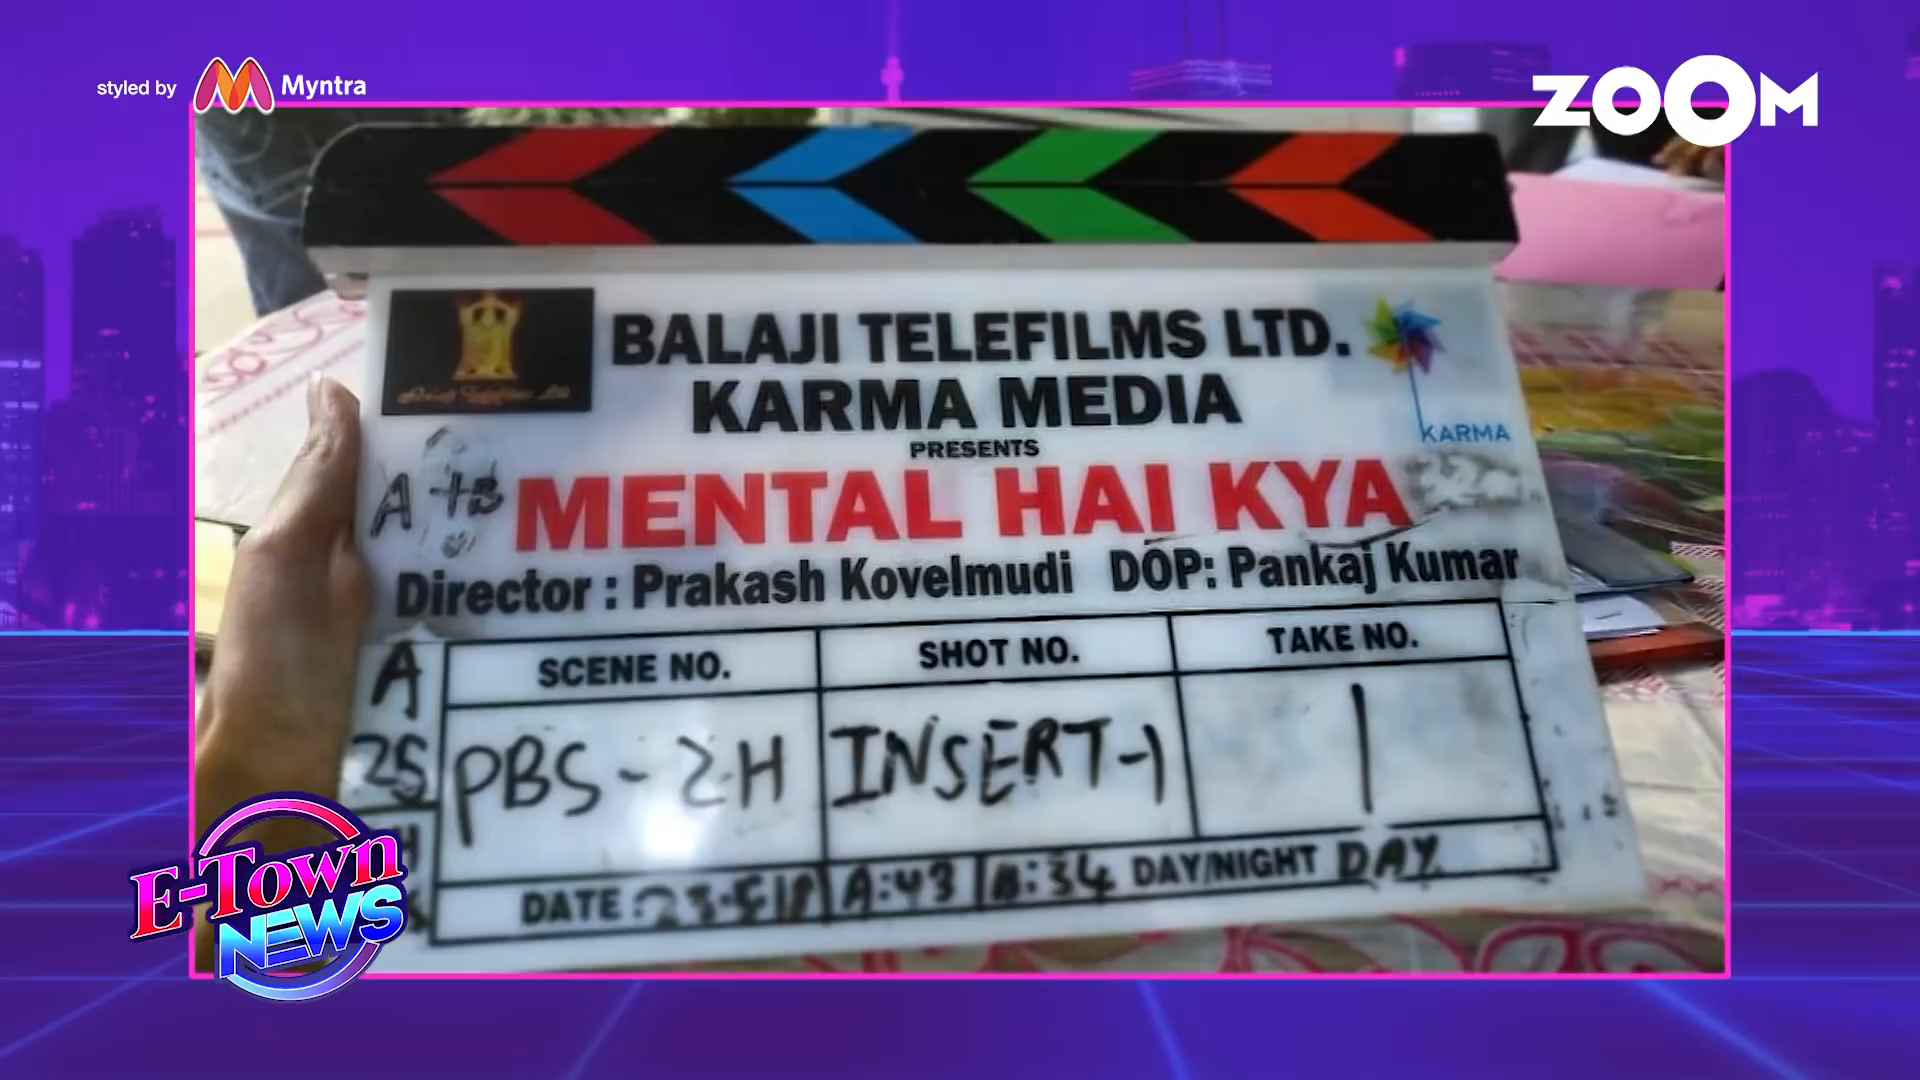 styled by Myntra
ZOOM
BALAJI TELEFILMS LTD.
KARMA MEDIA
KARMA
PRESENTS
A +B
MENTAL HAI KYA
Director : Prakash Kovelmudi DOP: Pankaj Kumar
A
SCENE NO. SHOT NO. TAKE NO.
25
PBS - 2H INSERT-1 1
DATE: A:43 B:34 DAY/NIGHT DAY
E-TOWN
NEWS